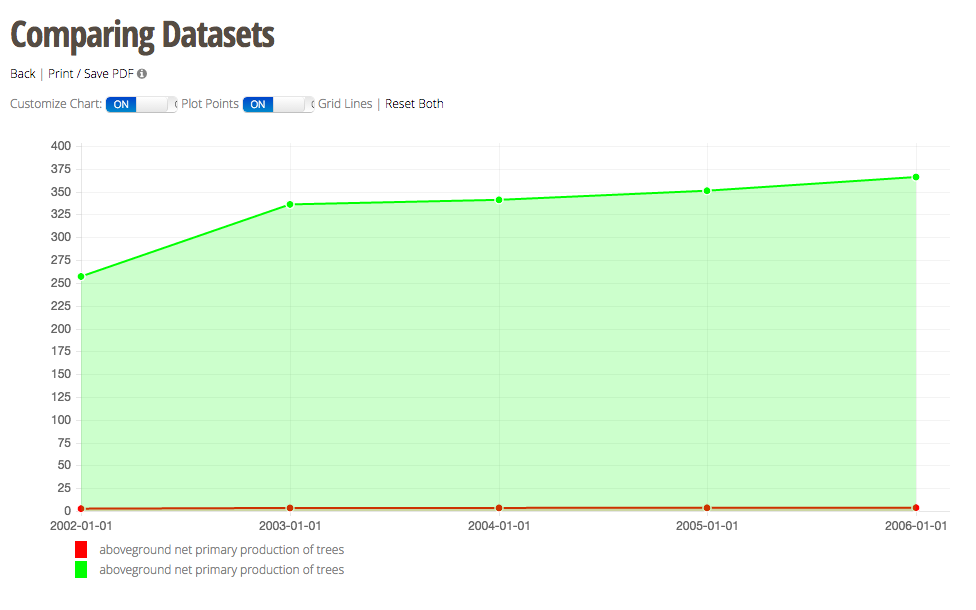 Comparing Datasets
Back | Print / Save PDF
Customize Chart: ON Plot Points ON Grid Lines | Reset Both
400
375
350
325
300
275
250
225
200
175
150
125
100
75
50
25
0
2002-01-01 2003-01-01 2004-01-01 2005-01-01 2006-01-01
aboveground net primary production of trees
aboveground net primary production of trees